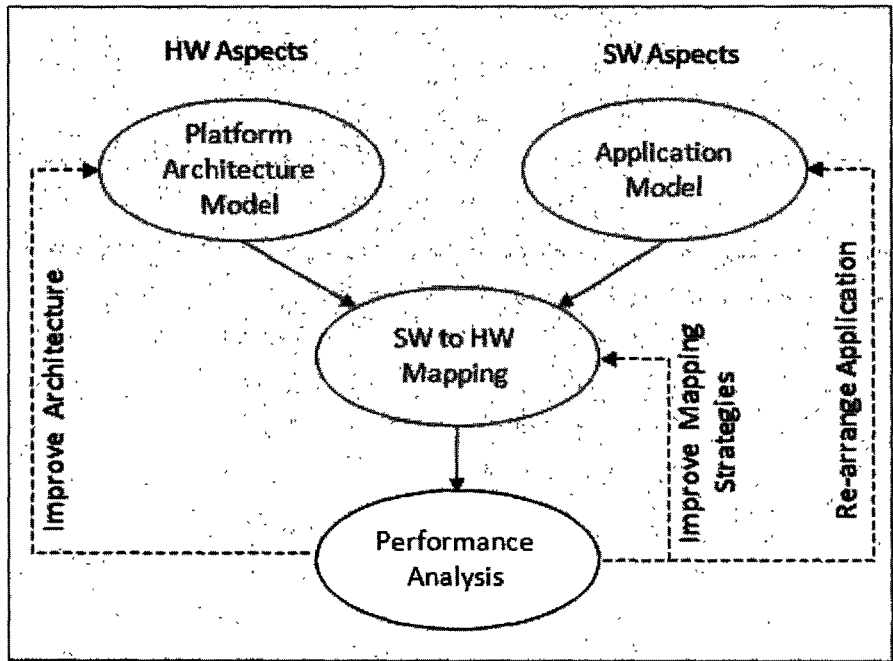 HW Aspects
SW Aspects
Platform
Architecture
Model
Application
Model
SW to HW
Mapping
Performance
Analysis
Improve Architecture
Improve Mapping
Strategies
Re-arrange Application